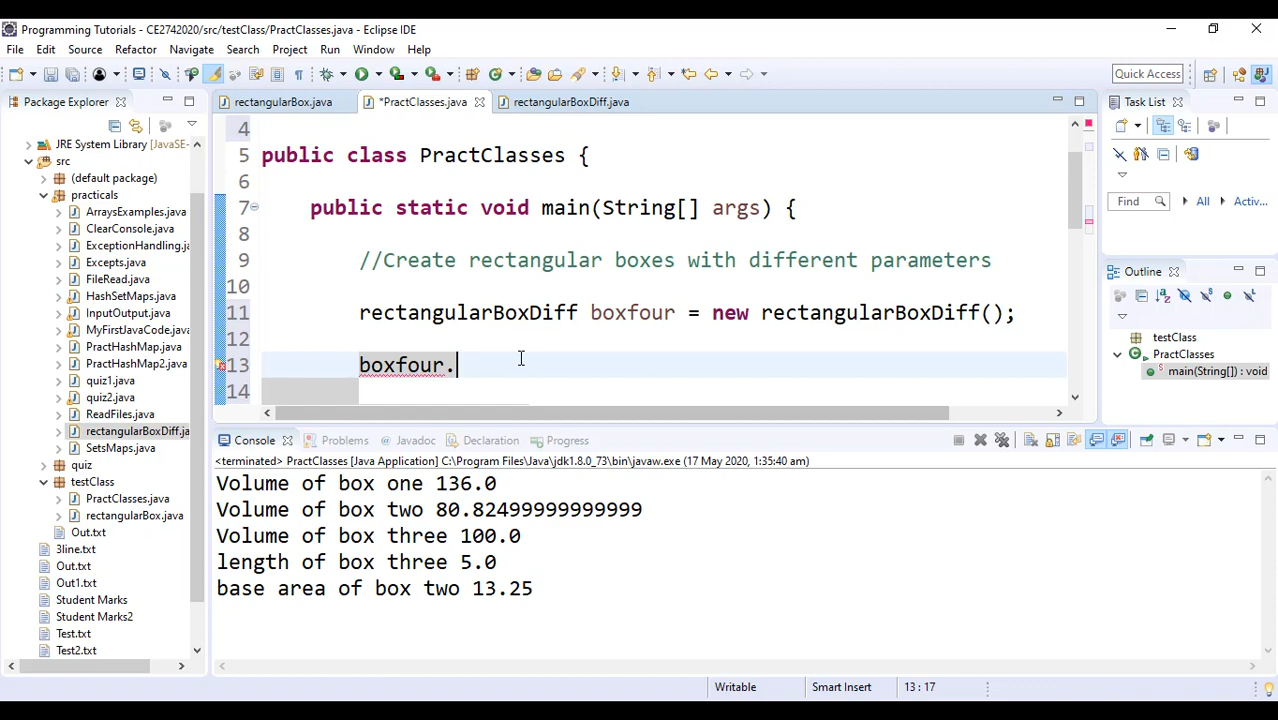 Programming Tutorials - CE2742020/src/testClass/PractClasses.java - Eclipse IDE
File Edit Source Refactor Navigate Search Project Run Window Help
Quick Access
Package Explorer
JRE System Library [JavaSE-
src
(default package)
practicals
ArraysExamples.java
ClearConsole.java
ExceptionHandling.ja
Excepts.java
FileRead.java
HashSetMaps.java
InputOutput.java
MyFirstJavaCode.java
PractHashMap.java
PractHashMap2.java
quiz1.java
quiz2.java
ReadFiles.java
rectangularBoxDiff.ja
SetsMaps.java
quiz
testClass
PractClasses.java
rectangularBox.java
Out.txt
3line.txt
Out.txt
Out1.txt
Student Marks
Student Marks2
Test.txt
Test2.txt
rectangularBox.java *PractClasses.java rectangularBoxDiff.java
4
5 public class PractClasses {
6
7 public static void main(String[] args) {
8
9 //Create rectangular boxes with different parameters
10
11 rectangularBoxDiff boxfour = new rectangularBoxDiff();
12
13 boxfour.
14
Task List
Find All Activ...
Outline
testClass
PractClasses
main(String[]) : void
Console Problems Javadoc Declaration Progress
<terminated> PractClasses [Java Application] C:\Program Files\Java\jdk1.8.0_73\bin\javaw.exe (17 May 2020, 1:35:40 am)
Volume of box one 136.0
Volume of box two 80.82499999999999
Volume of box three 100.0
length of box three 5.0
base area of box two 13.25
Writable Smart Insert 13 : 17